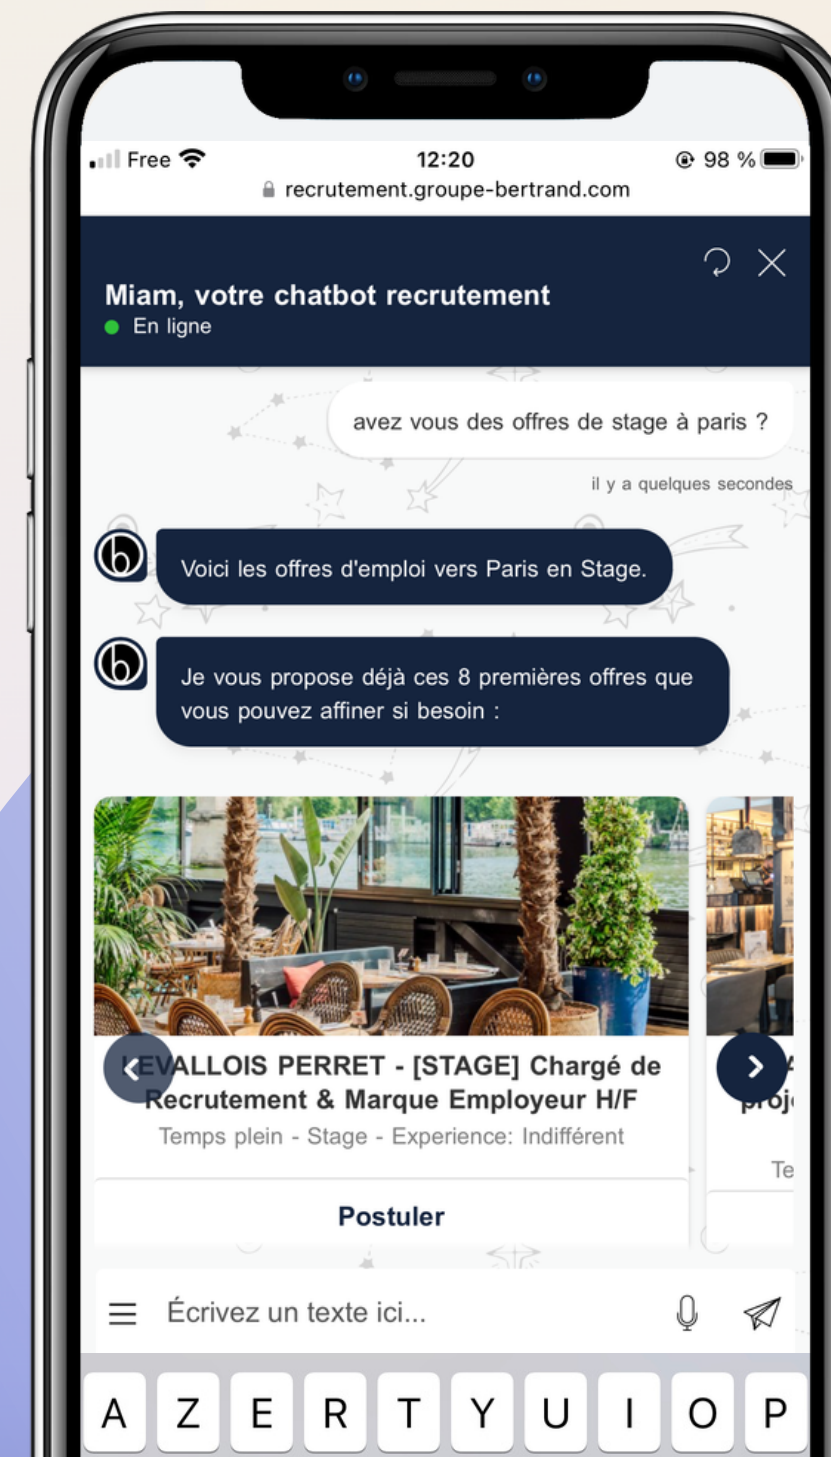 Free 12:20 98 %
recrutement.groupe-bertrand.com
Miam, votre chatbot recrutement
En ligne
avez vous des offres de stage à paris ?
il y a quelques secondes
b
Voici les offres d'emploi vers Paris en Stage.
b
Je vous propose déjà ces 8 premières offres que
vous pouvez affiner si besoin :
LEVALLOIS PERRET - [STAGE] Chargé de
Recrutement & Marque Employeur H/F
Temps plein - Stage - Experience: Indifférent
Postuler
Te
Écrivez un texte ici...
A Z E R T Y U I O P